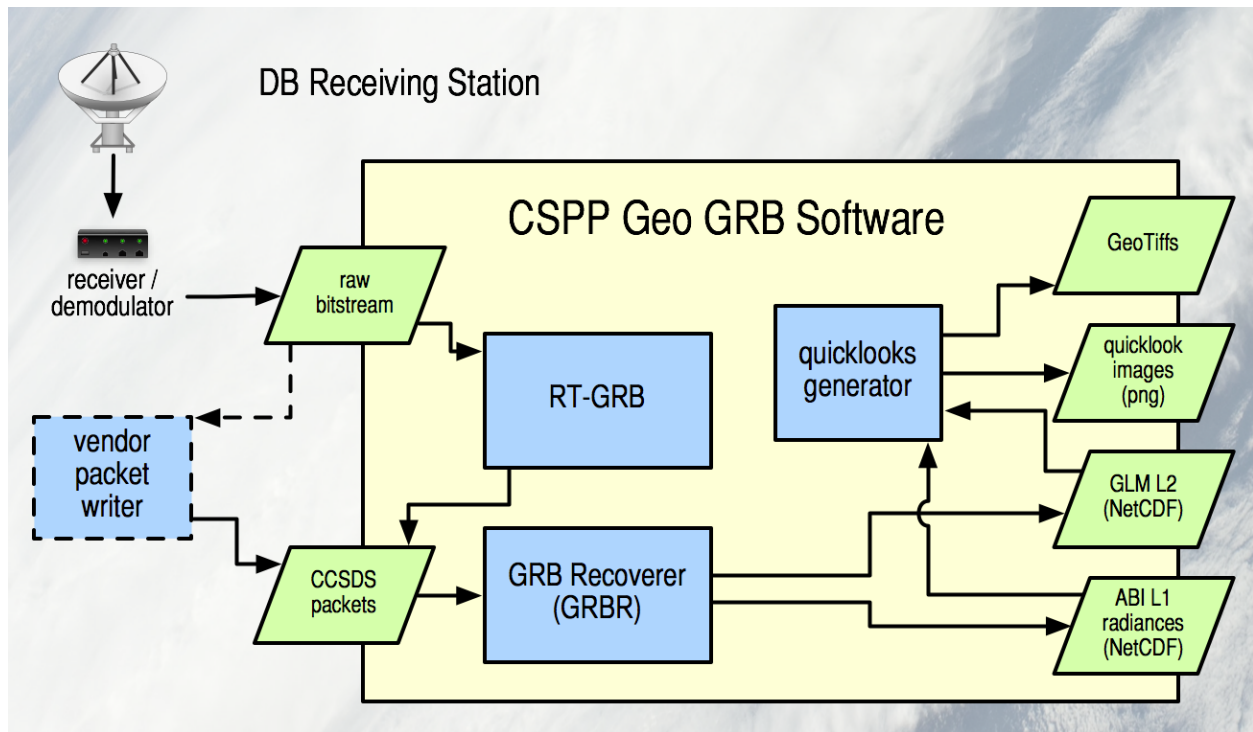 DB Receiving Station
CSPP Geo GRB Software
receiver /
demodulator
raw
bitstream
vendor
packet
writer
CCSDS
packets
RT-GRB
GRB Recoverer
(GRBR)
quicklooks
generator
GeoTiffs
quicklook
images
(png)
GLM L2
(NetCDF)
ABI L1
radiances
(NetCDF)